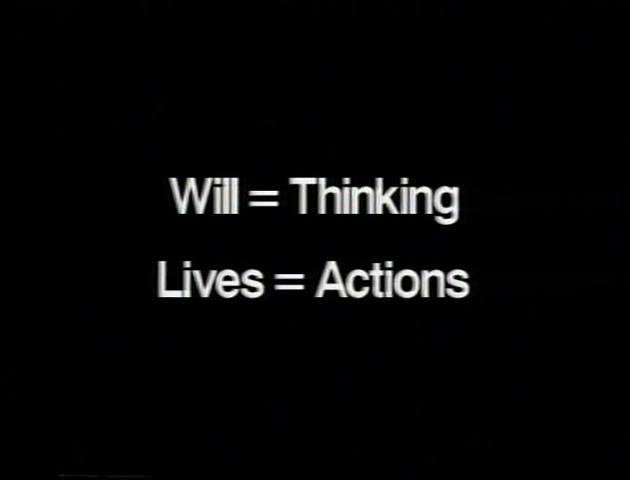 Will = Thinking
Lives = Actions